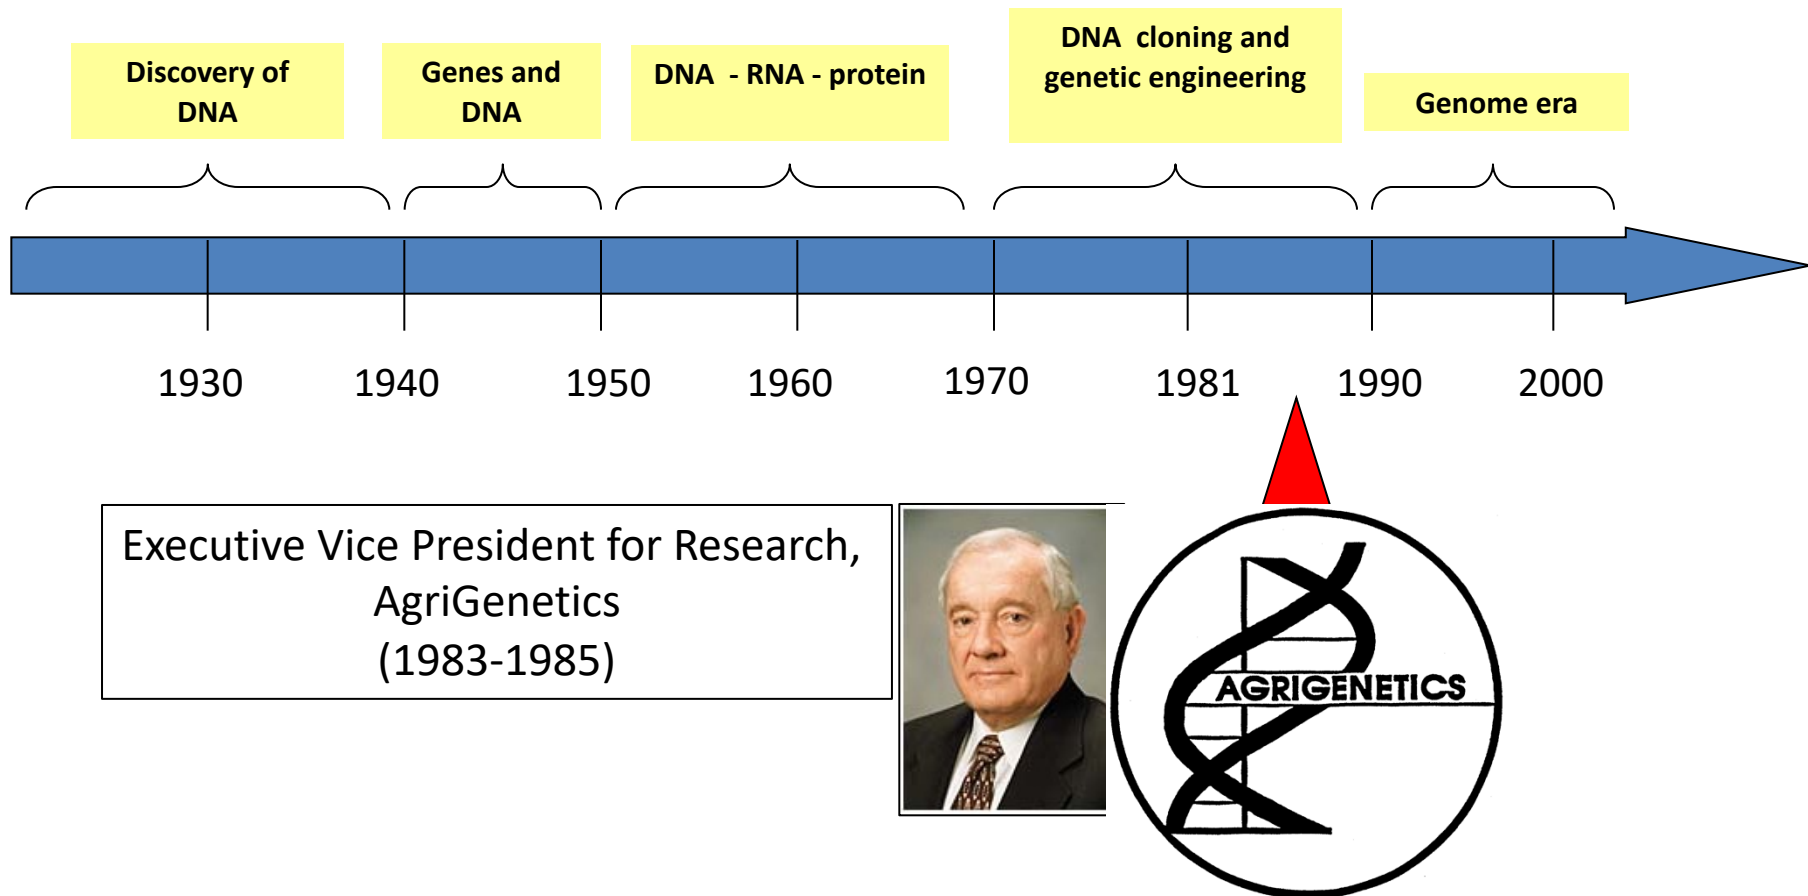 Discovery of
DNA
Genes and
DNA
DNA - RNA - protein
DNA cloning and
genetic engineering
Genome era
1930
1940
1950
1960
1970
1981
1990
2000
Executive Vice President for Research,
AgriGenetics
(1983-1985)
AGRIGENETICS